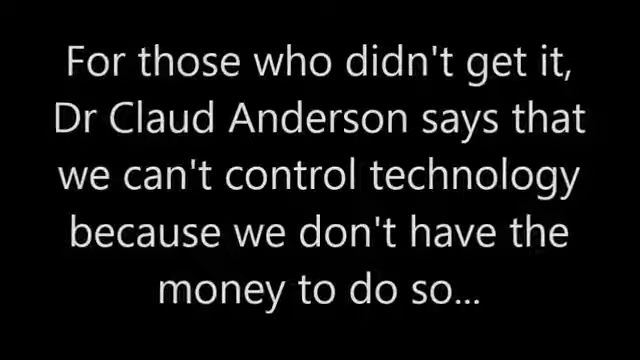 For those who didn't get it,
Dr Claud Anderson says that
we can't control technology
because we don't have the
money to do so...